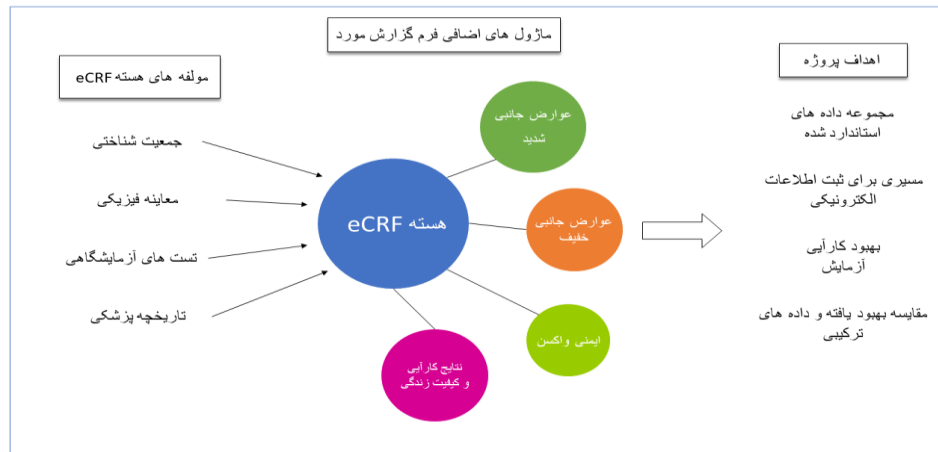 ماژول های اضافی فرم گزارش مورد
مولفه های هسته eCRF
جمعیت شناختی
معاینه فیزیکی
تست های آزمایشگاهی
تاریخچه پزشکی
هسته eCRF
عوارض جانبی
شدید
عوارض جانبی
خفیف
ایمنی واکسن
نتایج کارآیی
و کیفیت زندگی
اهداف پروژه
مجموعه داده های
استاندارد شده
مسیری برای ثبت اطلاعات
الکترونیکی
بهبود کارآیی
آزمایش
مقایسه بهبود یافته و داده های
ترکیبی